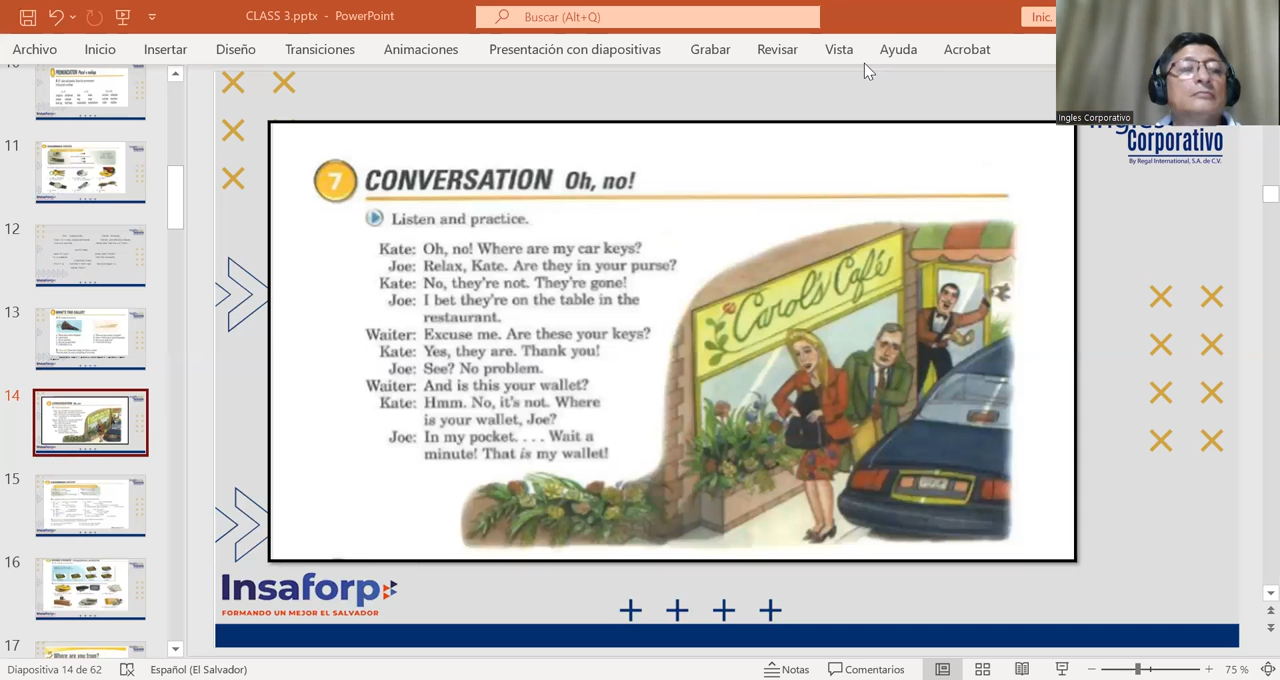 CLASS 3.pptx - PowerPoint
Buscar (Alt+Q)
Inic.
Archivo Inicio Insertar Diseño Transiciones Animaciones Presentación con diapositivas Grabar Revisar Vista Ayuda Acrobat
Ingles Corporativo
Corporativo
By Regal International, S.A. de C.V.
11
12
13
14
15
16
17
7 CONVERSATION Oh, no!
Listen and practice.
Kate: Oh, no! Where are my car keys?
Joe: Relax, Kate. Are they in your purse?
Kate: No, they're not. They're gone!
Joe: I bet they're on the table in the
restaurant.
Waiter: Excuse me. Are these your keys?
Kate: Yes, they are. Thank you!
Joe: See? No problem.
Waiter: And is this your wallet?
Kate: Hmm. No, it's not. Where
is your wallet, Joe?
Joe: In my pocket. . . . Wait a
minute! That is my wallet!
Carol's Café
Insaforp
FORMANDO UN MEJOR EL SALVADOR
Diapositiva 14 de 62
Español (El Salvador)
Notas
Comentarios
75 %